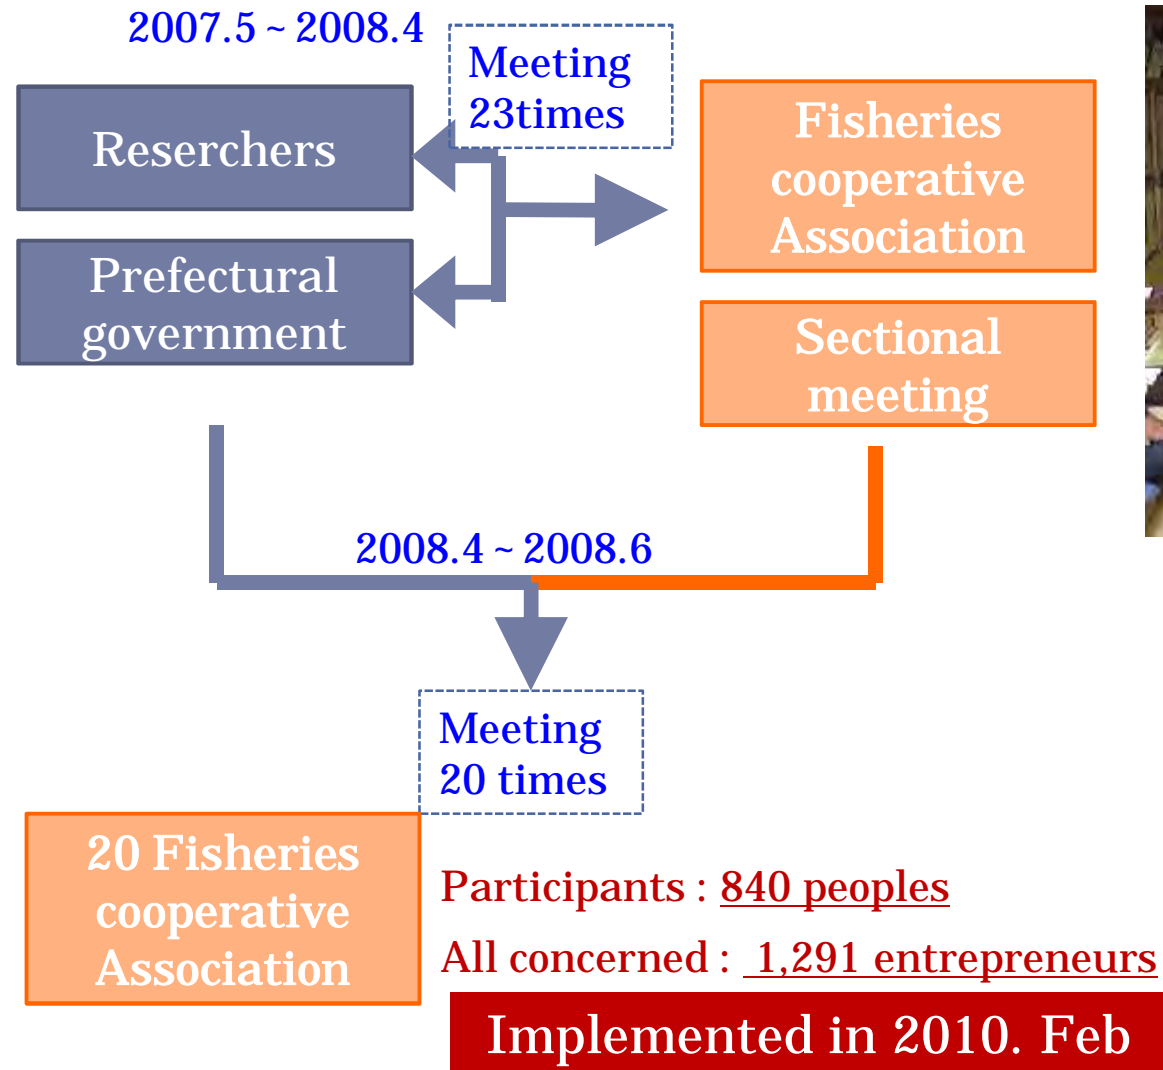 2007.5 ~ 2008.4
Meeting
23times
Reserchers
Prefectural
government
Fisheries
cooperative
Association
Sectional
meeting
2008.4 ~ 2008.6
Meeting
20 times
20 Fisheries
cooperative
Association
Participants : 840 peoples
All concerned : 1,291 entrepreneurs
Implemented in 2010. Feb